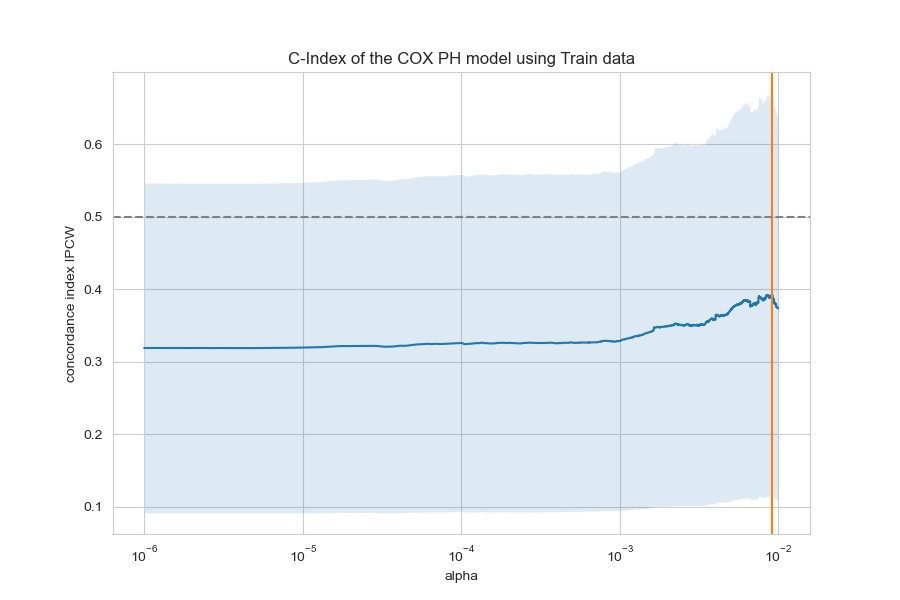 C-Index of the COX PH model using Train data
concordance index IPCW
0.6
0.5
0.4
0.3
0.2
0.1
10⁻⁶ 10⁻⁵ 10⁻⁴ 10⁻³ 10⁻²
alpha